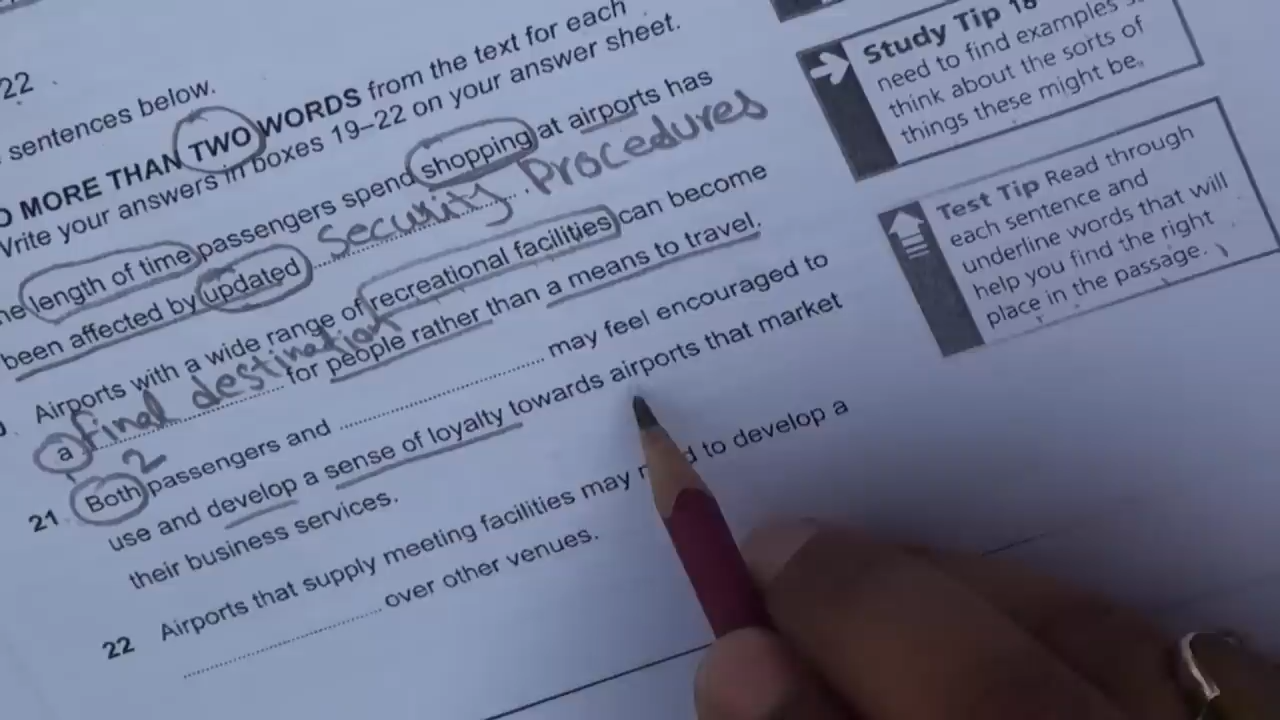 22
sentences below.
MORE THAN TWO WORDS from the text for each
Write your answers in boxes 19–22 on your answer sheet.
length of time passengers spend shopping at airports has
been affected by updated security Procedures
Airports with a wide range of recreational facilities can become
a final destination for people rather than a means to travel.
2
21 Both passengers and ................ may feel encouraged to
use and develop a sense of loyalty towards airports that market
their business services.
22 Airports that supply meeting facilities may to develop a
................ over other venues.
Study Tip 18
need to find examples
think about the sorts of
things these might be.
Test Tip Read through
each sentence and
underline words that will
help you find the right
place in the passage.